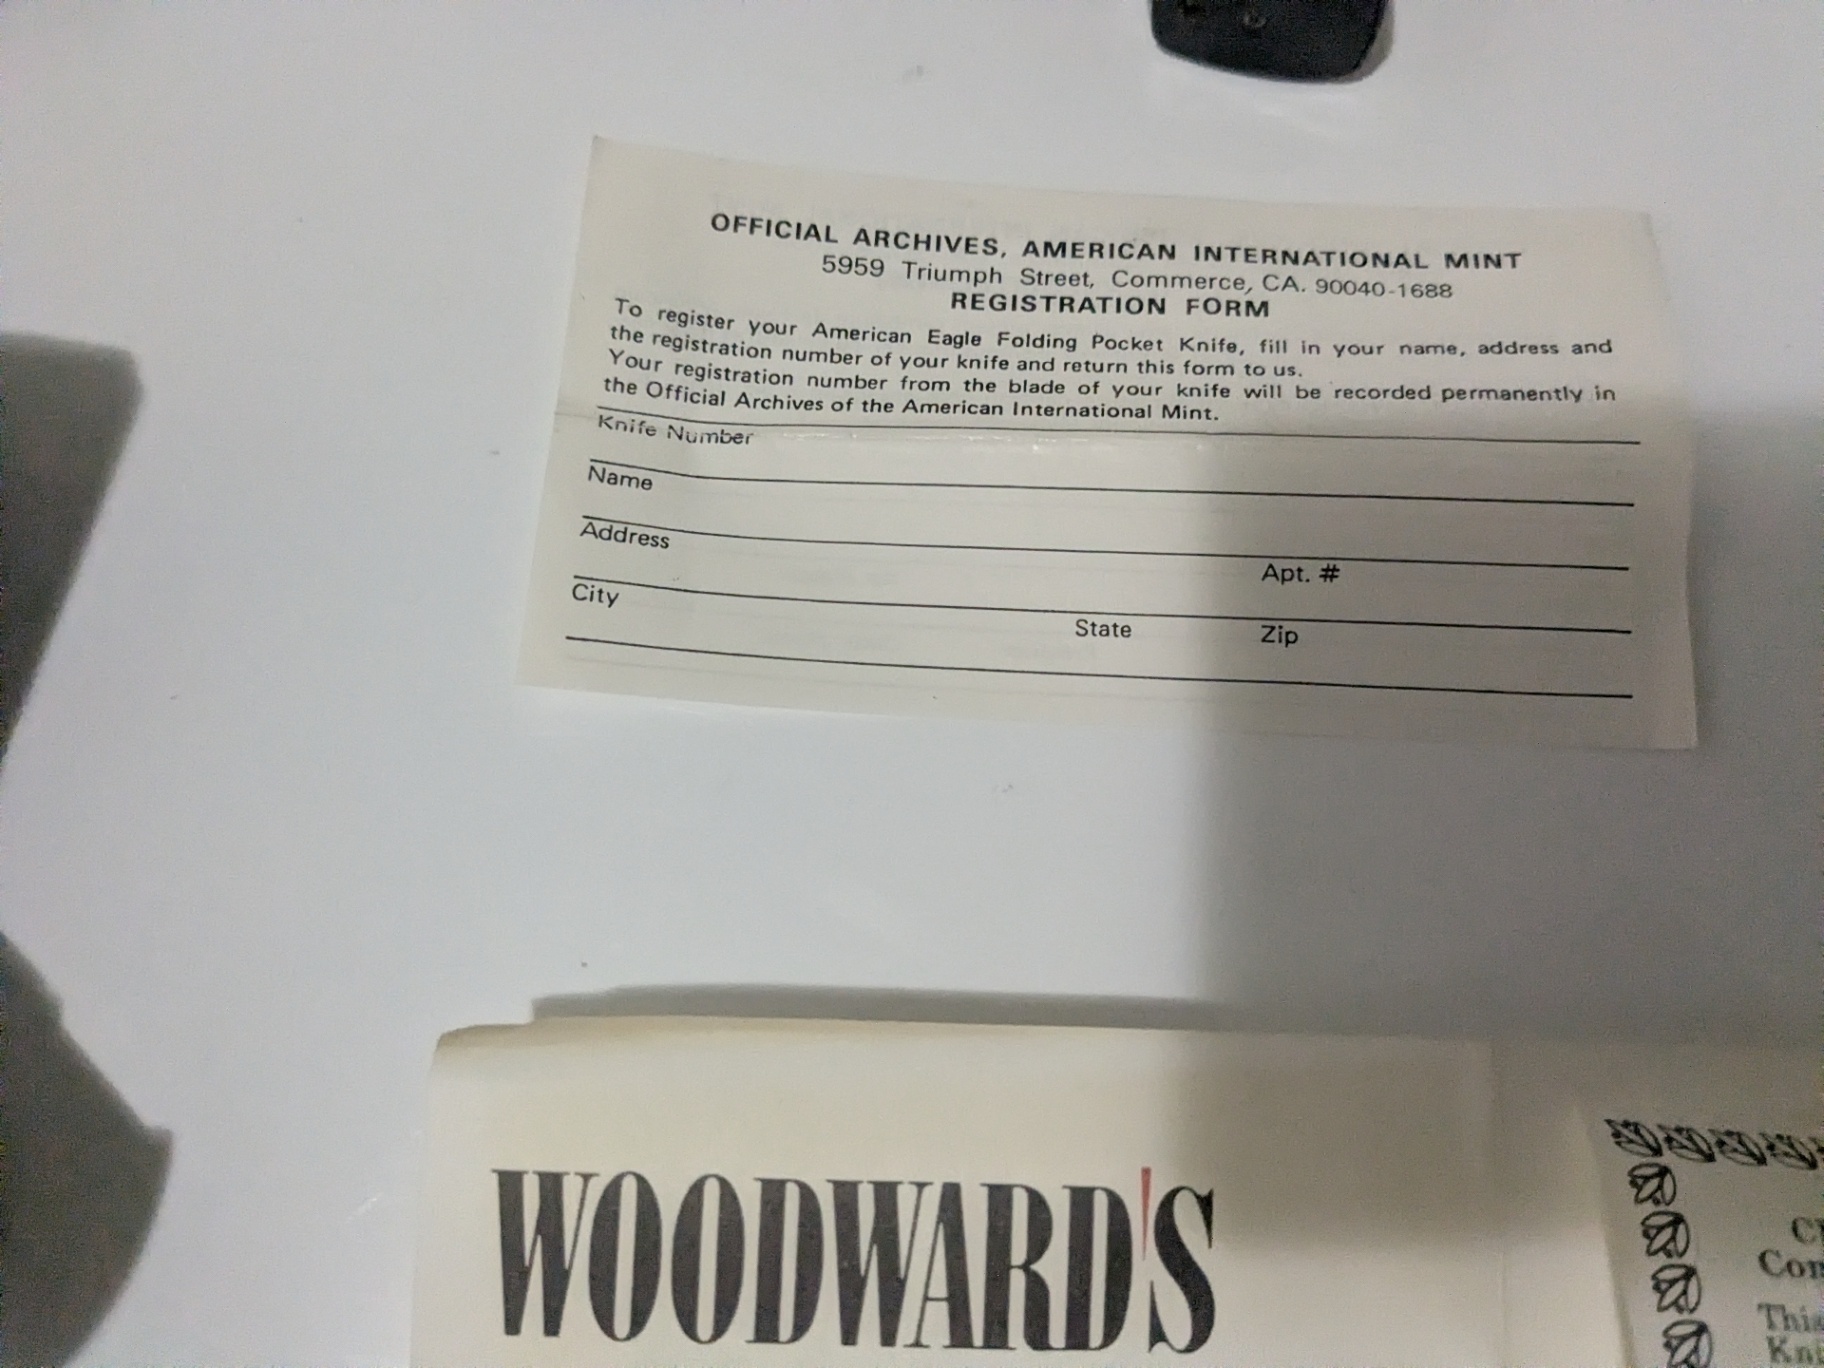 OFFICIAL ARCHIVES, AMERICAN INTERNATIONAL MINT
5959 Triumph Street, Commerce, CA. 90040-1688
REGISTRATION FORM
To register your American Eagle Folding Pocket Knife, fill in your name, address and
the registration number of your knife and return this form to us.
Your registration number from the blade of your knife will be recorded permanently in
the Official Archives of the American International Mint.
Knife Number
Name
Address Apt. #
City State Zip
WOODWARD'S